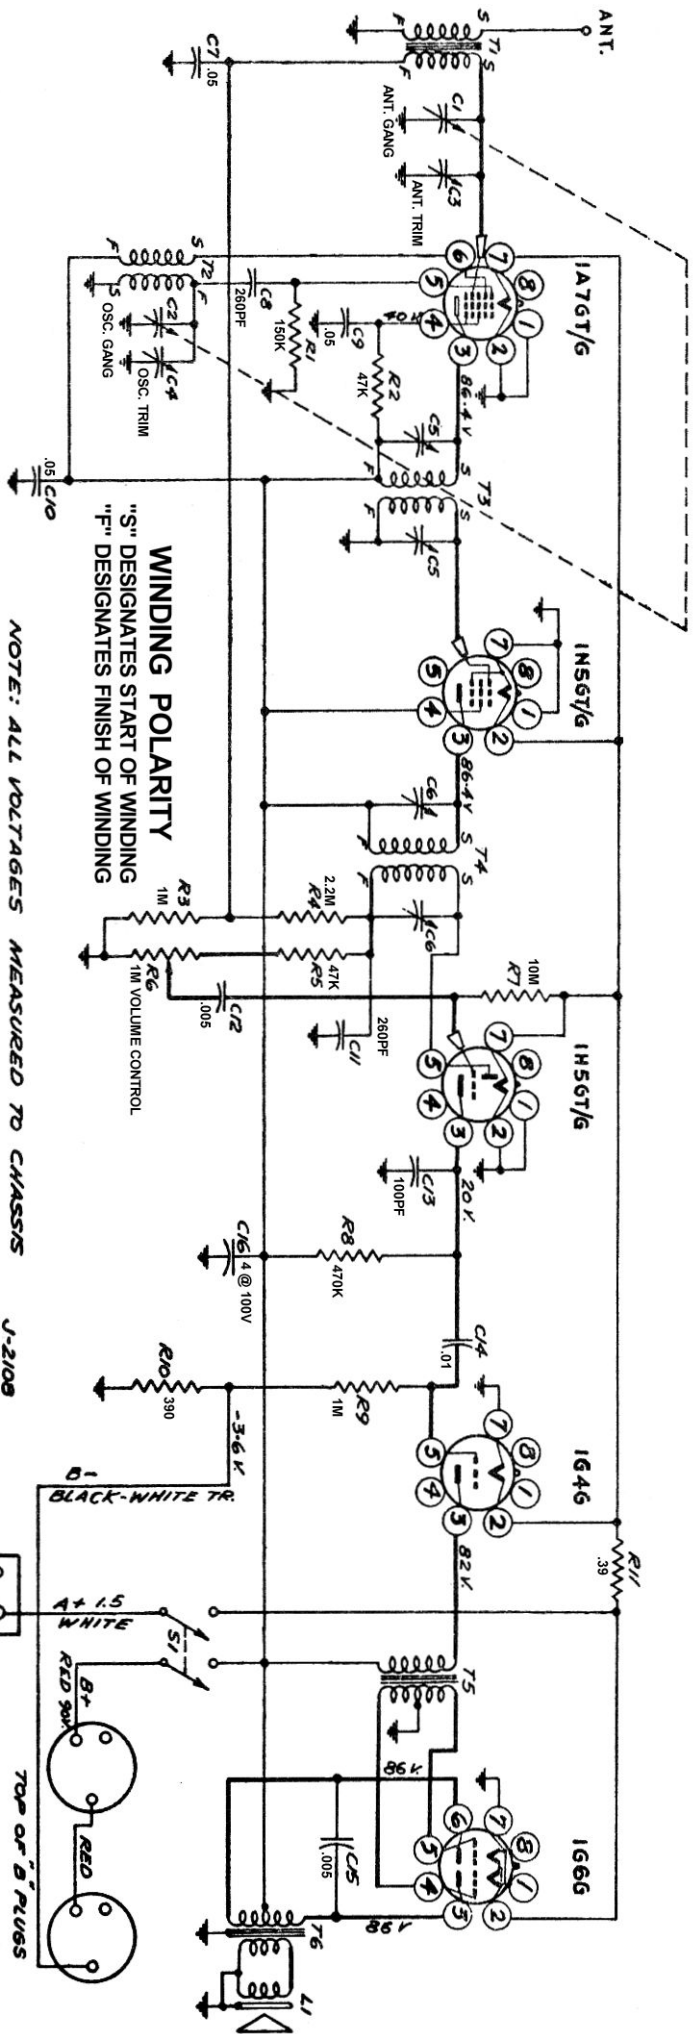 ANT.
S
F
T1
S
F
C7
.05
C1
ANT. GANG
C3
ANT. TRIM
1A7GT/G
7
6
8
5
1
4
2
3
40 V.
86.4 V
S
F
T2
S
F
C2
OSC. GANG
C4
OSC. TRIM
C8
260PF
R1
150K
C9
.05
R2
47K
C5
S
F
T3
S
F
C5
.05
C10
WINDING POLARITY
"S" DESIGNATES START OF WINDING
"F" DESIGNATES FINISH OF WINDING
1N5GT/G
7
8
5
1
4
2
3
86.4V
C6
S
F
T4
S
F
C6
R3
1M
R4
2.2M
R5
47K
R6
1M VOLUME CONTROL
C12
.005
C11
260PF
R7
10M
1H5GT/G
7
8
5
1
4
2
3
20 V.
C13
100PF
R8
470K
C16
4 @ 100V
C14
.01
R9
1M
R10
390
-3.6 V.
1G4G
7
8
5
1
4
2
3
82 V.
R11
.39
B-
BLACK-WHITE TR.
A+ 1.5
WHITE
S1
B+
RED 90V.
RED
TOP OF "B" PLUGS
T5
86 V.
C15
.005
1G6G
7
6
8
5
1
4
2
3
86 V
T6
L1
NOTE: ALL VOLTAGES MEASURED TO CHASSIS
J-2108